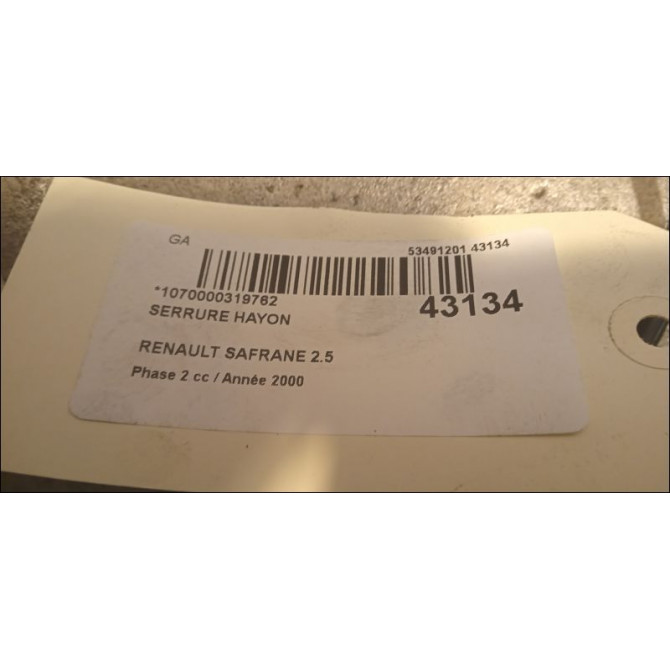 GA
53491201 43134
*1070000319762
43134
SERRURE HAYON
RENAULT SAFRANE 2.5
Phase 2 cc / Année 2000